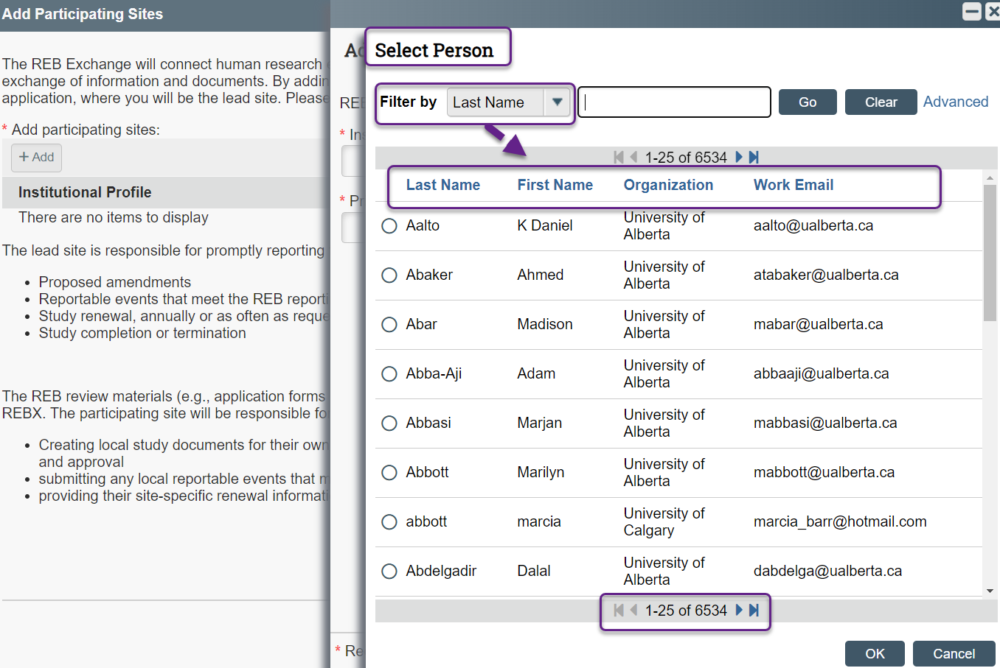 Add Participating Sites
The REB Exchange will connect human research
exchange of information and documents. By addin
application, where you will be the lead site. Please
* Add participating sites:
+ Add
Institutional Profile
There are no items to display
The lead site is responsible for promptly reporting
• Proposed amendments
• Reportable events that meet the REB reporti
• Study renewal, annually or as often as reque
• Study completion or termination
The REB review materials (e.g., application forms
REBX. The participating site will be responsible fo
• Creating local study documents for their own
and approval
• submitting any local reportable events that m
• providing their site-specific renewal informati
Ad
REB
* Ins
* Pr
* Re
Select Person
Filter by Last Name Go Clear Advanced
1-25 of 6534
Last Name First Name Organization Work Email
Aalto K Daniel University of
Alberta aalto@ualberta.ca
Abaker Ahmed University of
Alberta atabaker@ualberta.ca
Abar Madison University of
Alberta mabar@ualberta.ca
Abba-Aji Adam University of
Alberta abbaaji@ualberta.ca
Abbasi Marjan University of
Alberta mabbasi@ualberta.ca
Abbott Marilyn University of
Alberta mabbott@ualberta.ca
abbott marcia University of
Calgary marcia_barr@hotmail.com
Abdelgadir Dalal University of
Alberta dabdelga@ualberta.ca
1-25 of 6534
OK Cancel